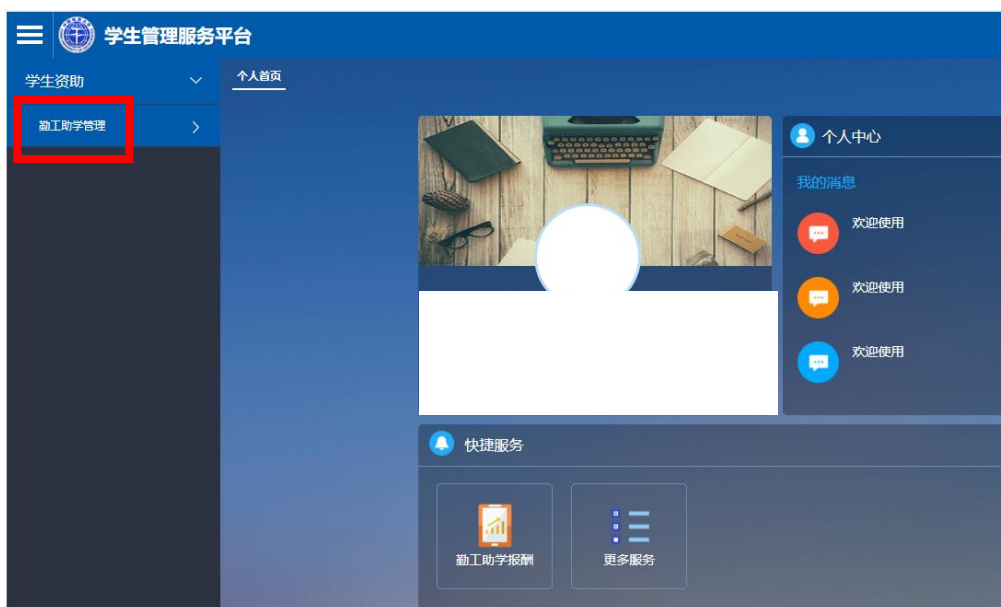 学生管理服务平台
学生资助
勤工助学管理
个人首页
个人中心
我的消息
欢迎使用
欢迎使用
欢迎使用
快捷服务
勤工助学报酬
更多服务